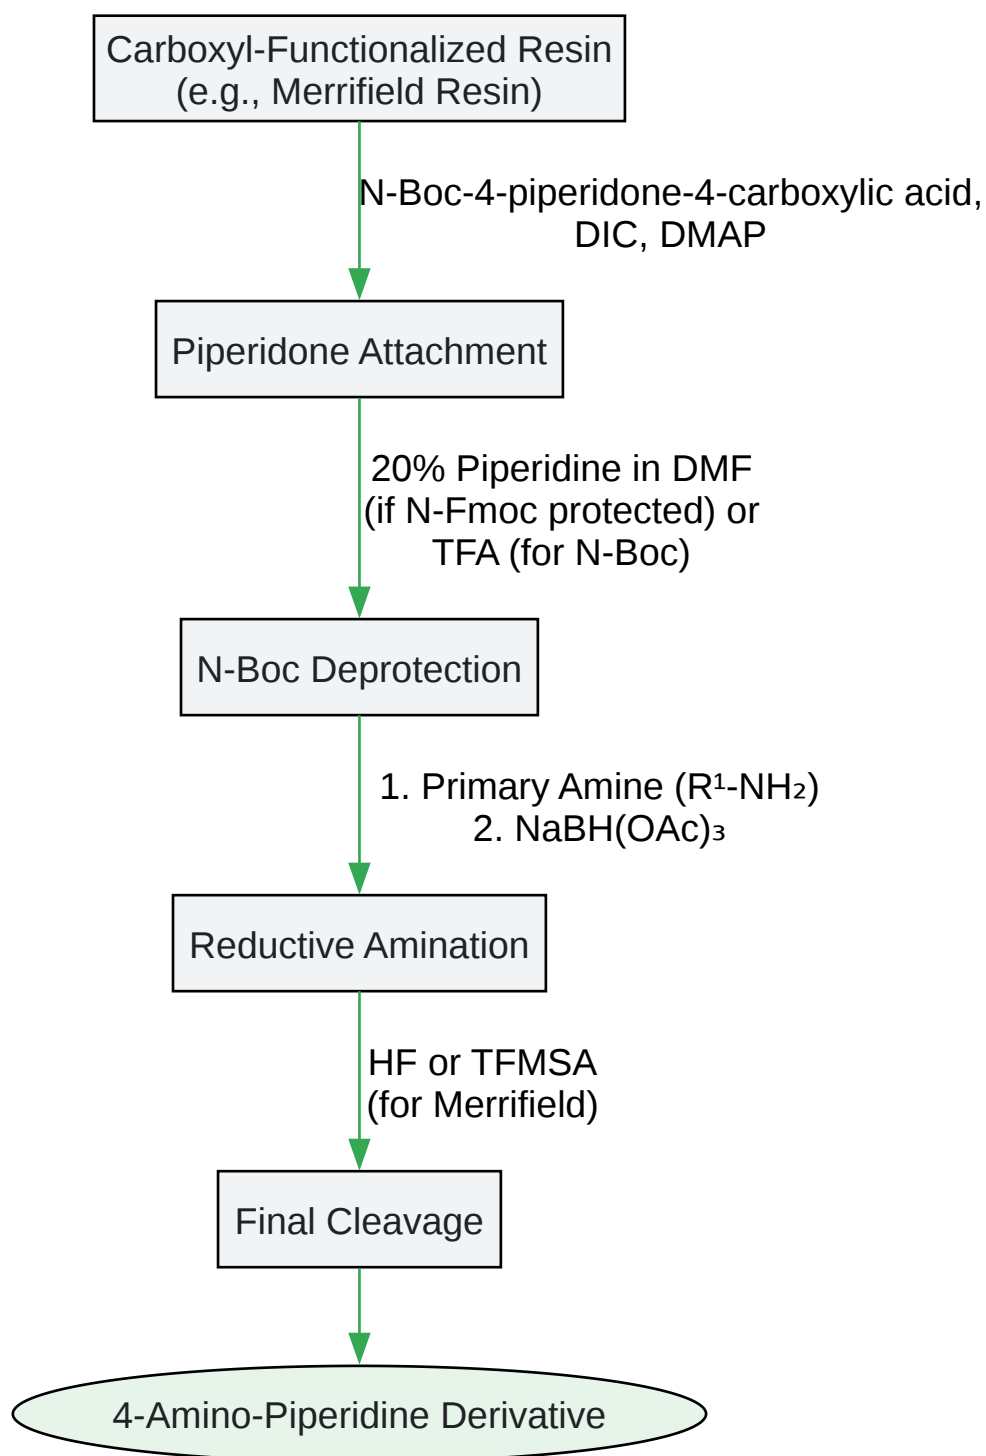 Carboxyl-Functionalized Resin
(e.g., Merrifield Resin)
N-Boc-4-piperidone-4-carboxylic acid,
DIC, DMAP
Piperidone Attachment
20% Piperidine in DMF
(if N-Fmoc protected) or
TFA (for N-Boc)
N-Boc Deprotection
1. Primary Amine (R¹-NH₂)
2. NaBH(OAc)₃
Reductive Amination
HF or TFMSA
(for Merrifield)
Final Cleavage
4-Amino-Piperidine Derivative